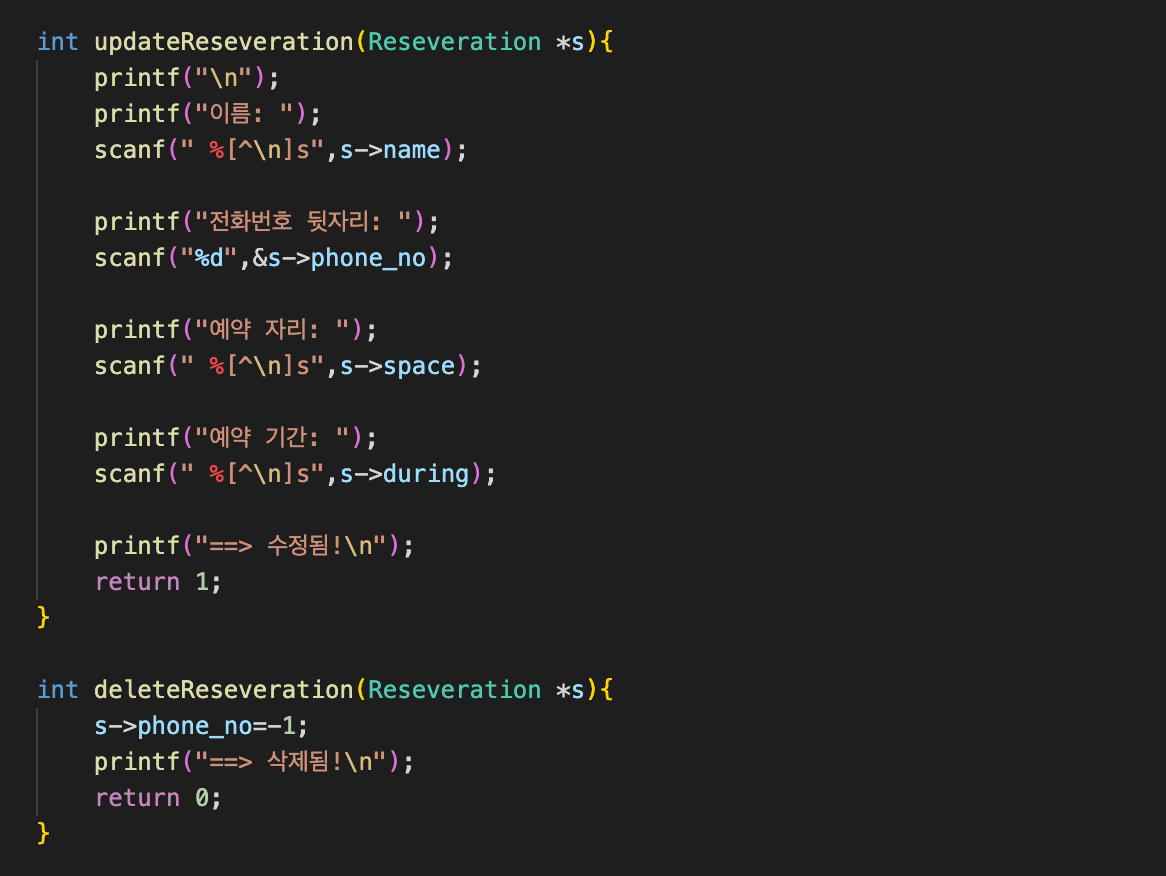 int updateReseveration(Reseveration *s){
printf("\n");
printf("이름: ");
scanf(" %[^\n]s",s->name);
printf("전화번호 뒷자리: ");
scanf("%d",&s->phone_no);
printf("예약 자리: ");
scanf(" %[^\n]s",s->space);
printf("예약 기간: ");
scanf(" %[^\n]s",s->during);
printf("==> 수정됨!\n");
return 1;
}
int deleteReseveration(Reseveration *s){
s->phone_no=-1;
printf("==> 삭제됨!\n");
return 0;
}